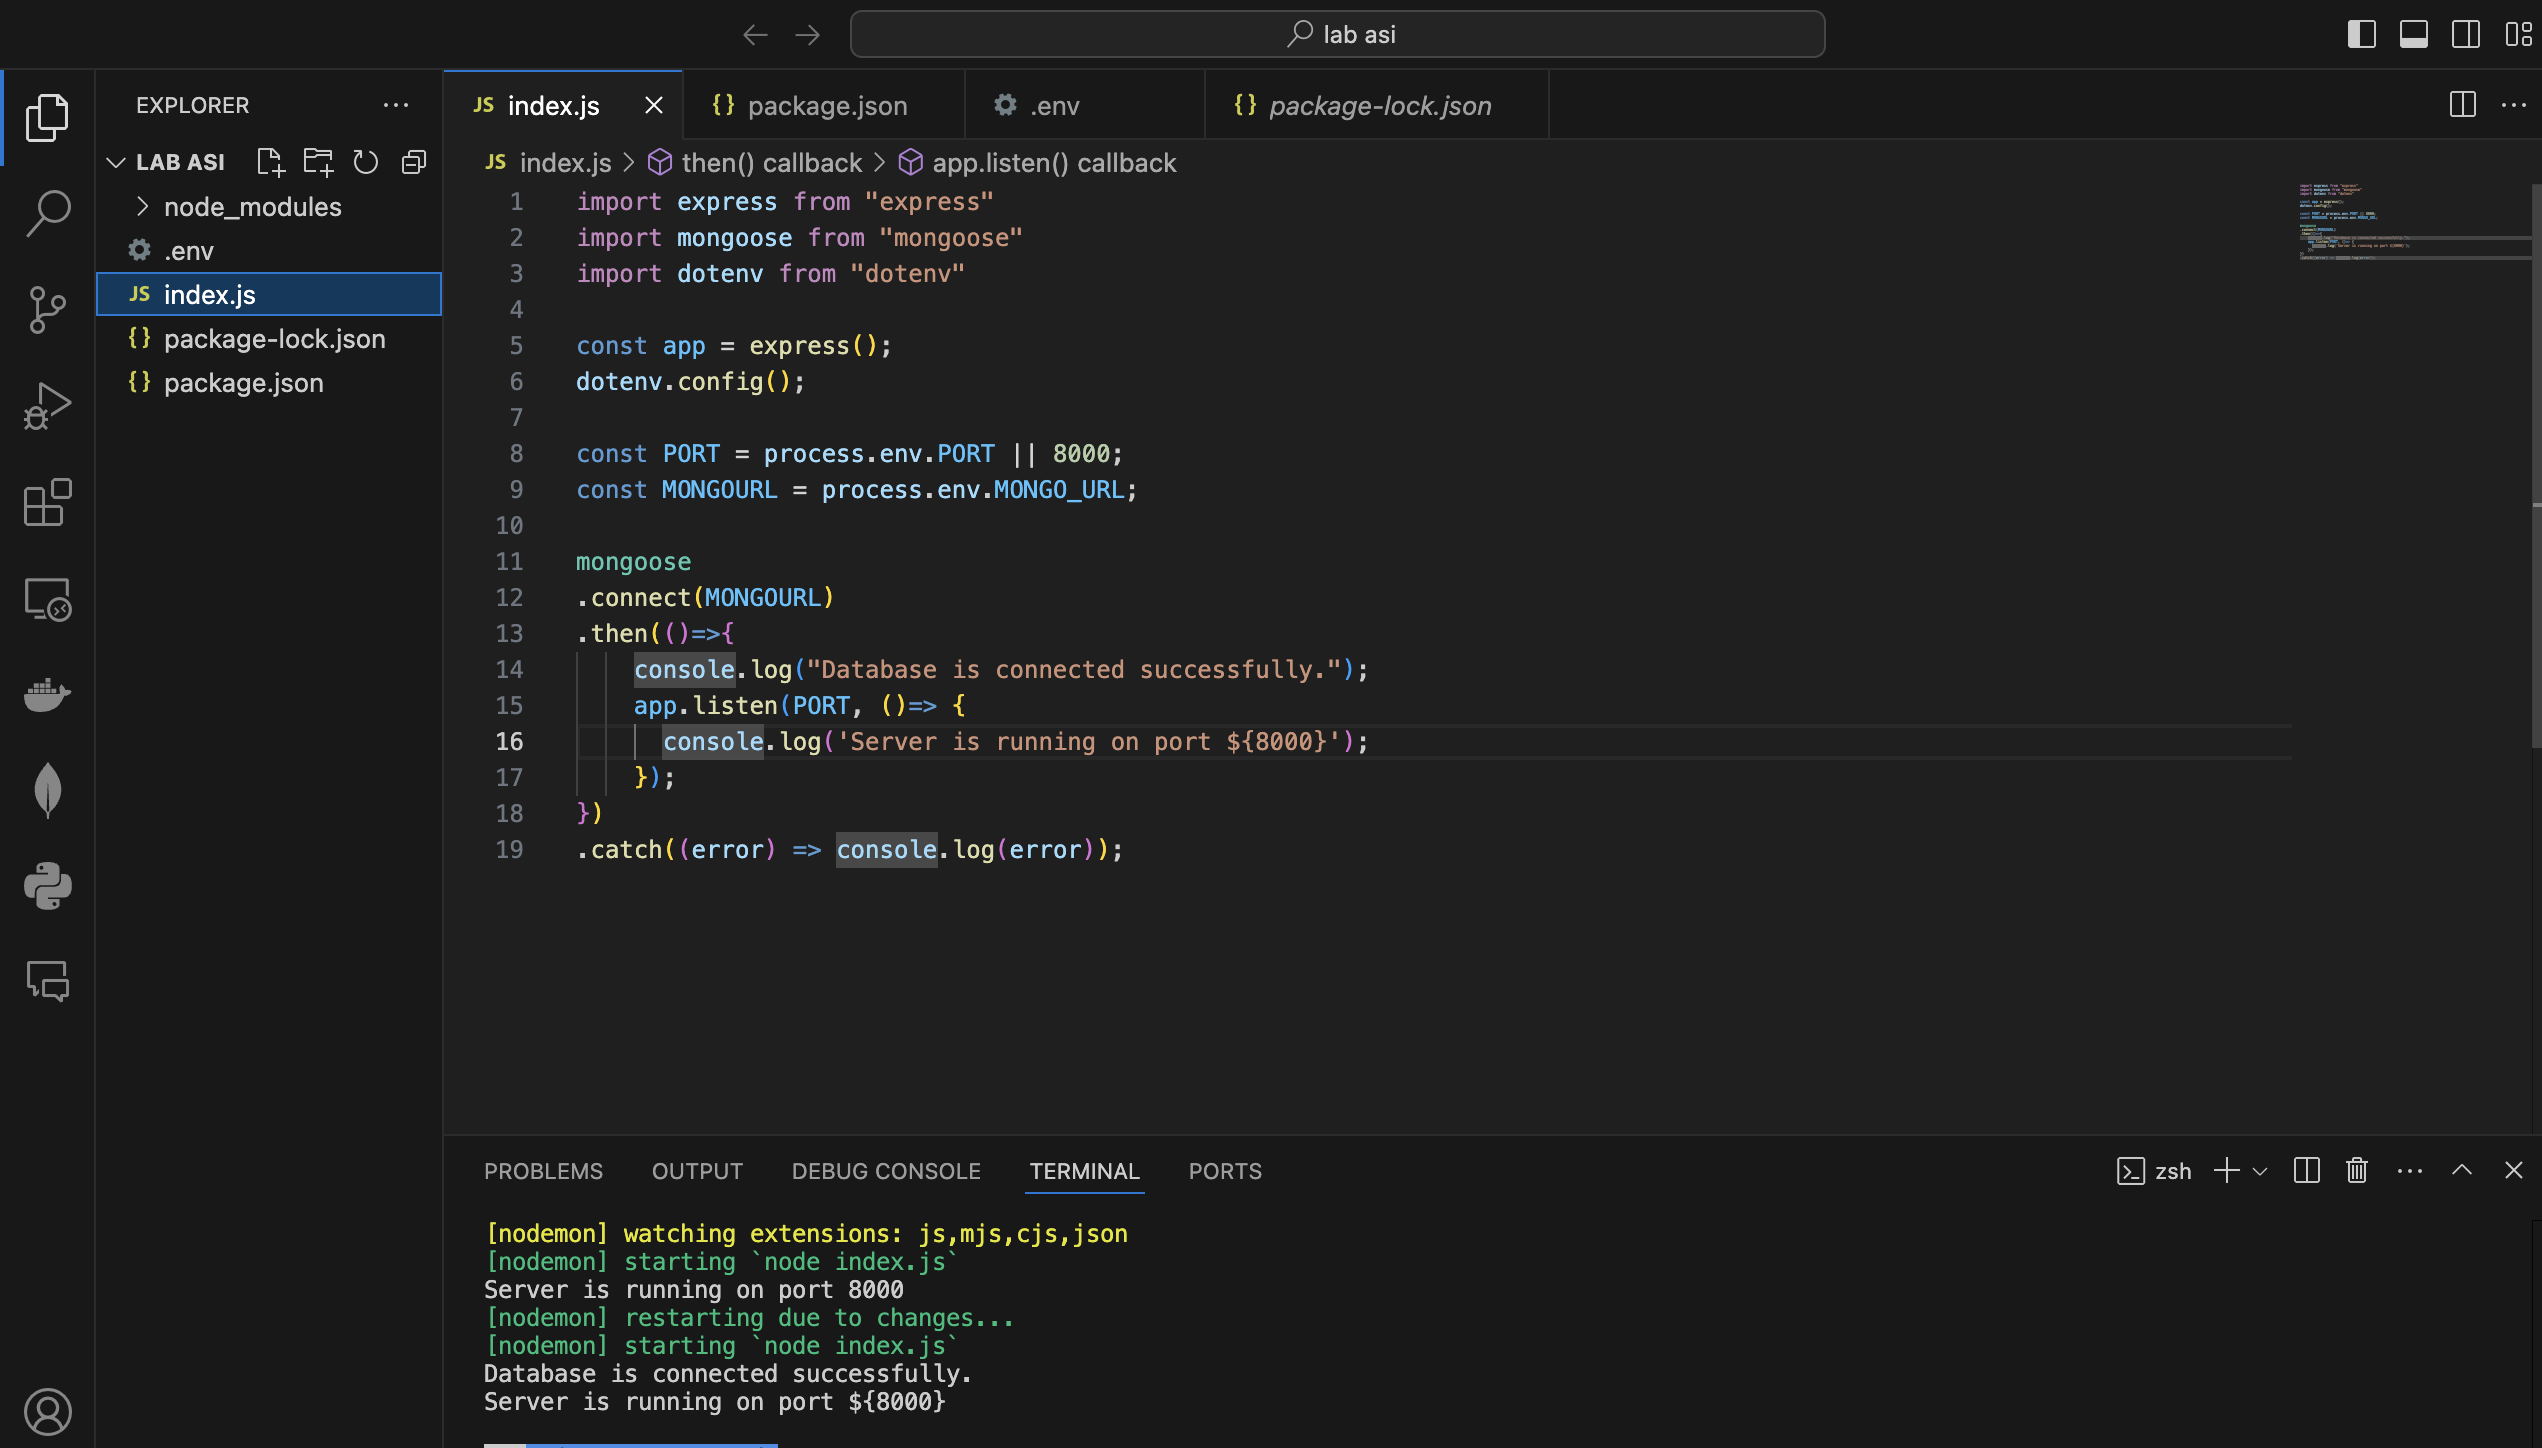 lab asi
EXPLORER
LAB ASI
node_modules
.env
JS index.js
{} package-lock.json
{} package.json
JS index.js
{} package.json
.env
{} package-lock.json
JS index.js > then() callback > app.listen() callback
1 import express from "express"
2 import mongoose from "mongoose"
3 import dotenv from "dotenv"
4
5 const app = express();
6 dotenv.config();
7
8 const PORT = process.env.PORT || 8000;
9 const MONGOURL = process.env.MONGO_URL;
10
11 mongoose
12 .connect(MONGOURL)
13 .then(()=>{
14 console.log("Database is connected successfully.");
15 app.listen(PORT, ()=> {
16 console.log('Server is running on port ${8000}');
17 });
18 })
19 .catch((error) => console.log(error));
PROBLEMS OUTPUT DEBUG CONSOLE TERMINAL PORTS
zsh
[nodemon] watching extensions: js,mjs,cjs,json
[nodemon] starting `node index.js`
Server is running on port 8000
[nodemon] restarting due to changes...
[nodemon] starting `node index.js`
Database is connected successfully.
Server is running on port ${8000}